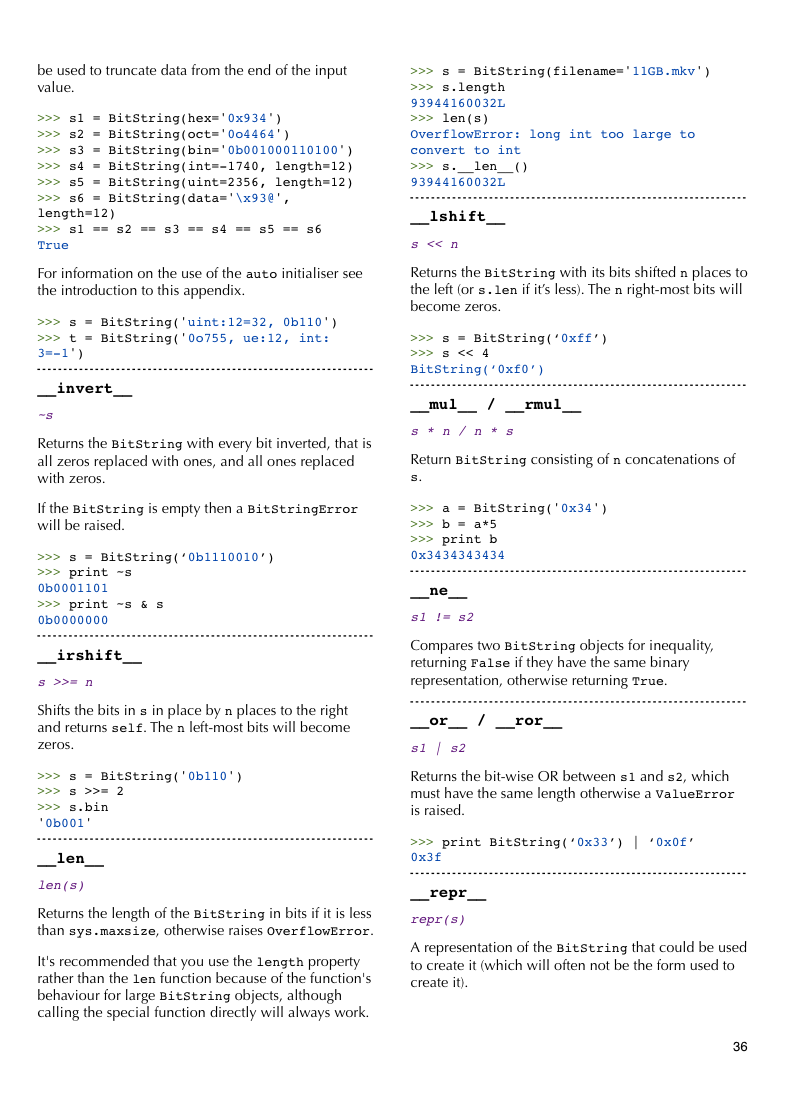 be used to truncate data from the end of the input
value.
>>> s1 = BitString(hex='0x934')
>>> s2 = BitString(oct='0o4464')
>>> s3 = BitString(bin='0b001000110100')
>>> s4 = BitString(int=-1740, length=12)
>>> s5 = BitString(uint=2356, length=12)
>>> s6 = BitString(data='\x93@',
length=12)
>>> s1 == s2 == s3 == s4 == s5 == s6
True
For information on the use of the auto initialiser see
the introduction to this appendix.
>>> s = BitString('uint:12=32, 0b110')
>>> t = BitString('0o755, ue:12, int:
3=-1')
__invert__
~s
Returns the BitString with every bit inverted, that is
all zeros replaced with ones, and all ones replaced
with zeros.
If the BitString is empty then a BitStringError
will be raised.
>>> s = BitString(‘0b1110010’)
>>> print ~s
0b0001101
>>> print ~s & s
0b0000000
__irshift__
s >>= n
Shifts the bits in s in place by n places to the right
and returns self. The n left-most bits will become
zeros.
>>> s = BitString('0b110')
>>> s >>= 2
>>> s.bin
'0b001'
__len__
len(s)
Returns the length of the BitString in bits if it is less
than sys.maxsize, otherwise raises OverflowError.
It's recommended that you use the length property
rather than the len function because of the function's
behaviour for large BitString objects, although
calling the special function directly will always work.
>>> s = BitString(filename='11GB.mkv')
>>> s.length
93944160032L
>>> len(s)
OverflowError: long int too large to
convert to int
>>> s.__len__()
93944160032L
__lshift__
s << n
Returns the BitString with its bits shifted n places to
the left (or s.len if it’s less). The n right-most bits will
become zeros.
>>> s = BitString(‘0xff’)
>>> s << 4
BitString(‘0xf0’)
__mul__ / __rmul__
s * n / n * s
Return BitString consisting of n concatenations of
s.
>>> a = BitString('0x34')
>>> b = a*5
>>> print b
0x3434343434
__ne__
s1 != s2
Compares two BitString objects for inequality,
returning False if they have the same binary
representation, otherwise returning True.
__or__ / __ror__
s1 | s2
Returns the bit-wise OR between s1 and s2, which
must have the same length otherwise a ValueError
is raised.
>>> print BitString(‘0x33’) | ‘0x0f’
0x3f
__repr__
repr(s)
A representation of the BitString that could be used
to create it (which will often not be the form used to
create it).
36